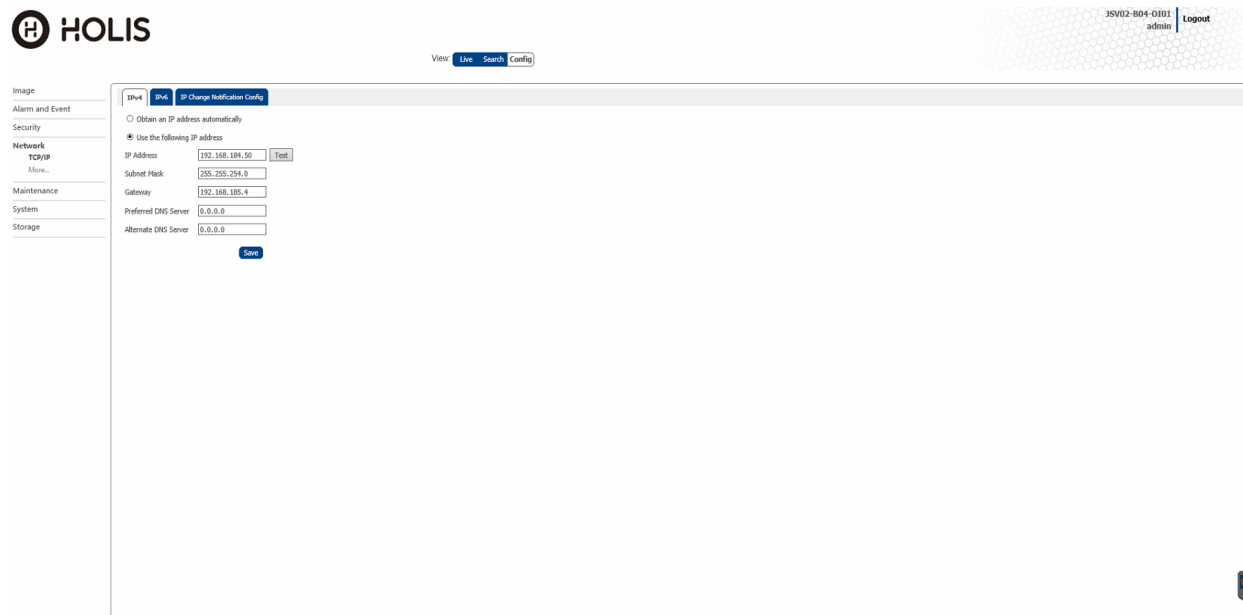 HOLIS
JSV02-B04-OI01
admin
Logout
View: Live Search Config
Image
Alarm and Event
Security
Network
TCP/IP
More...
Maintenance
System
Storage
IPv4 IPv6 IP Change Notification Config
Obtain an IP address automatically
Use the following IP address
IP Address 192.168.184.50 Test
Subnet Mask 255.255.254.0
Gateway 192.168.185.4
Preferred DNS Server 0.0.0.0
Alternate DNS Server 0.0.0.0
Save